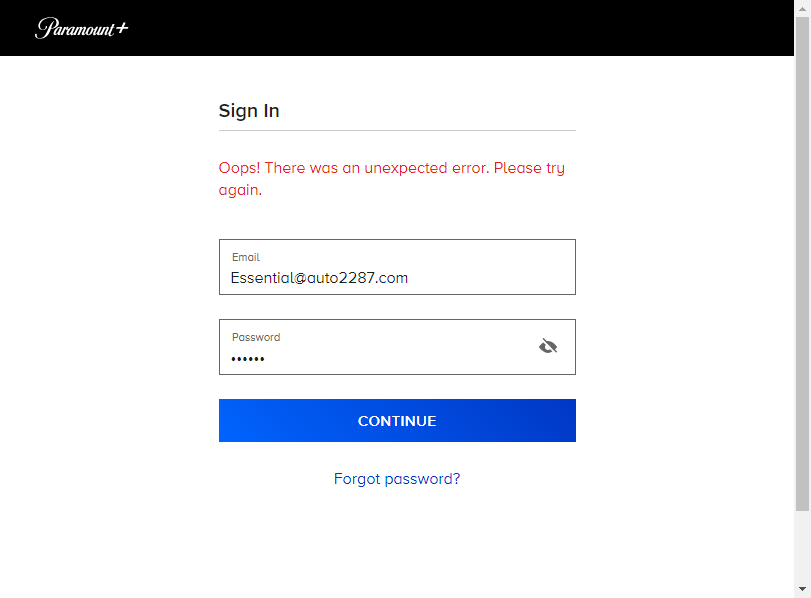 Paramount+
Sign In
Oops! There was an unexpected error. Please try
again.
Email
Essential@auto2287.com
Password
••••••
CONTINUE
Forgot password?